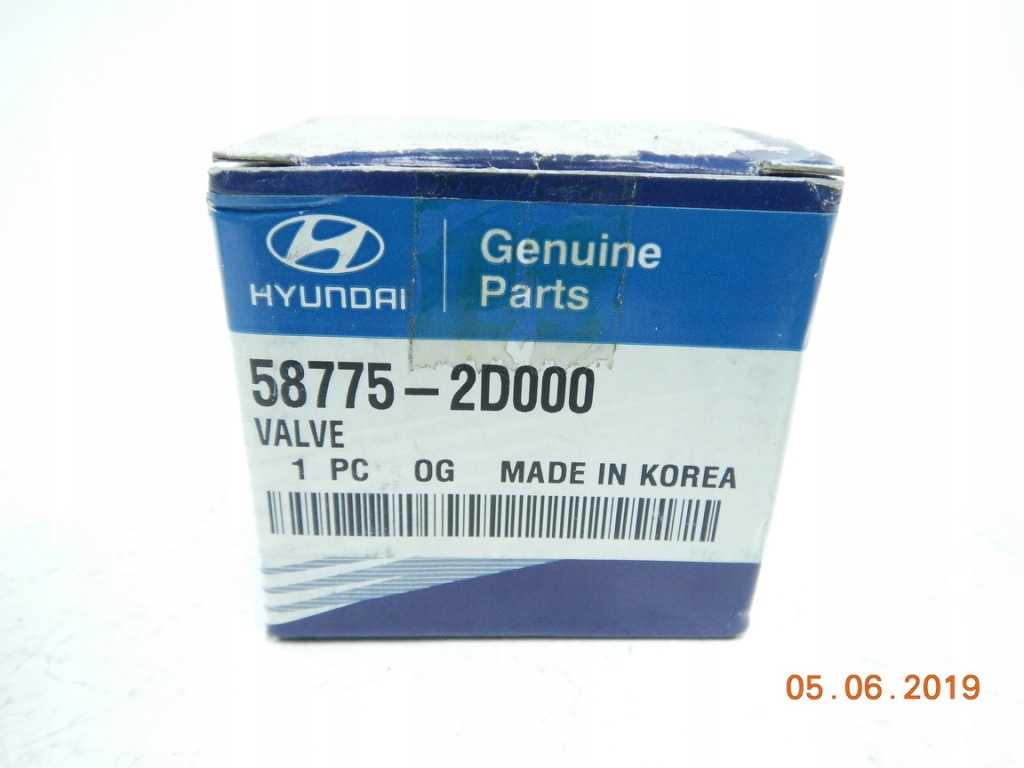 HYUNDAI
Genuine
Parts
58775-2D000
VALVE
1 PC OG MADE IN KOREA
05.06.2019